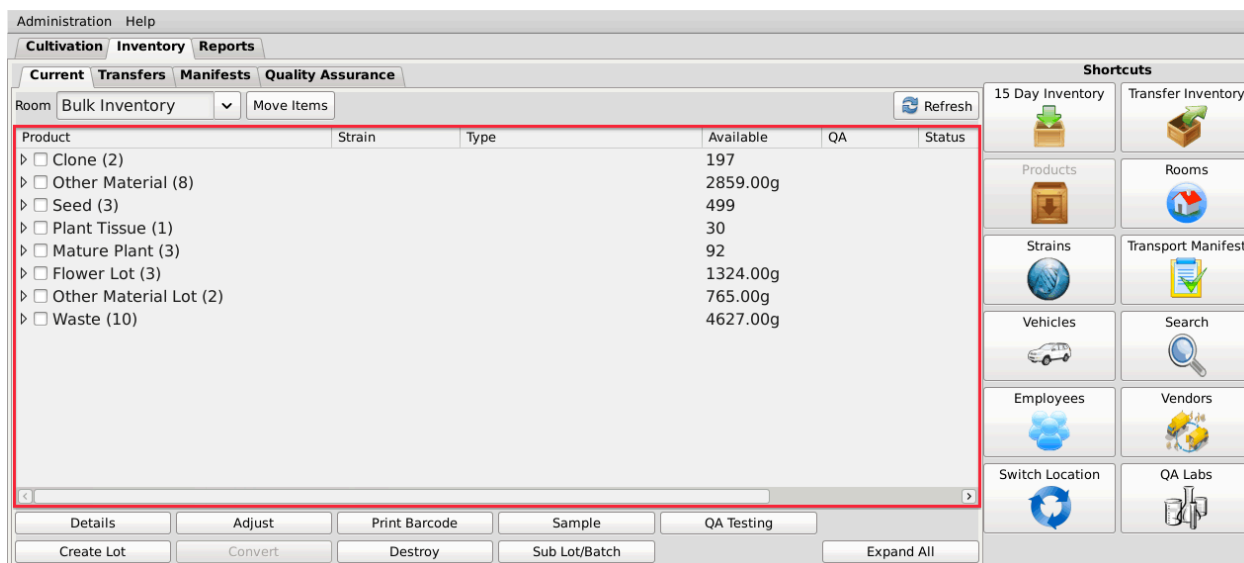 Administration Help
Cultivation Inventory Reports
Current Transfers Manifests Quality Assurance
Room Bulk Inventory Move Items Refresh
Product Strain Type Available QA Status
Clone (2) 197
Other Material (8) 2859.00g
Seed (3) 499
Plant Tissue (1) 30
Mature Plant (3) 92
Flower Lot (3) 1324.00g
Other Material Lot (2) 765.00g
Waste (10) 4627.00g
Details Adjust Print Barcode Sample QA Testing
Create Lot Convert Destroy Sub Lot/Batch Expand All
Shortcuts
15 Day Inventory Transfer Inventory
Products Rooms
Strains Transport Manifest
Vehicles Search
Employees Vendors
Switch Location QA Labs